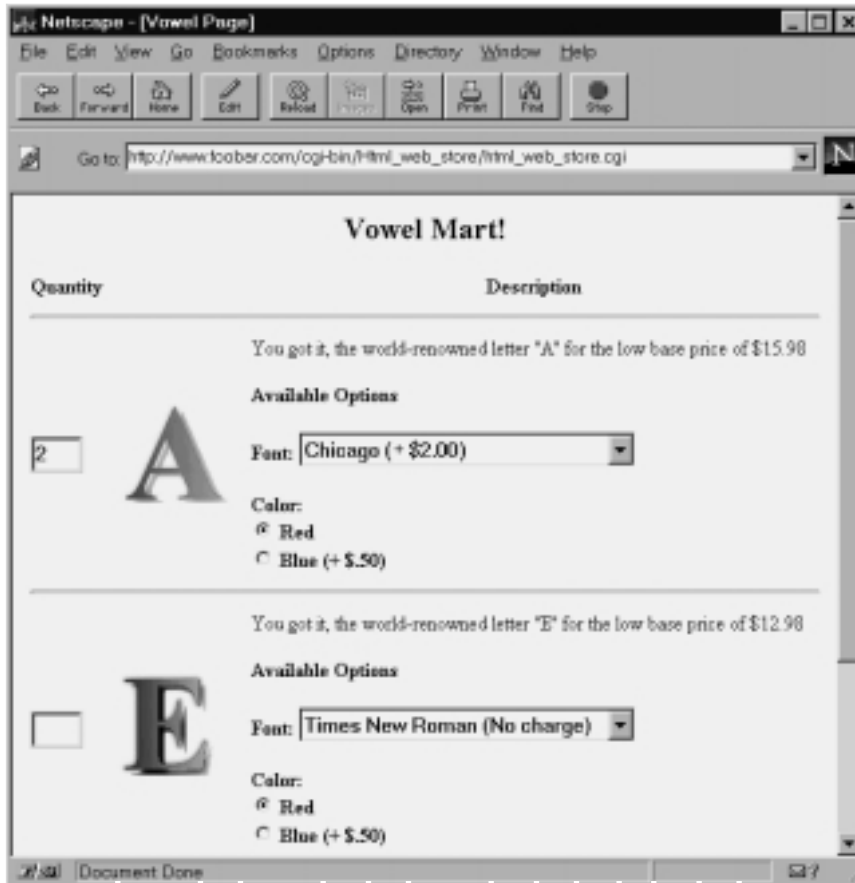 Netscape - [Vowel Page]
File Edit View Go Bookmarks Options Directory Window Help
Back Forward Home Edit Reload Images Open Print Find Stop
Go to: http://www.foobar.com/cgi-bin/Html_web_store/html_web_store.cgi
N
Vowel Mart!
Quantity Description
You got it, the world-renowned letter "A" for the low base price of $15.98
Available Options
2 A Font: Chicago (+ $2.00)
Color:
Red
Blue (+ $.50)
You got it, the world-renowned letter "E" for the low base price of $12.98
Available Options
E Font: Times New Roman (No charge)
Color:
Red
Blue (+ $.50)
Document Done